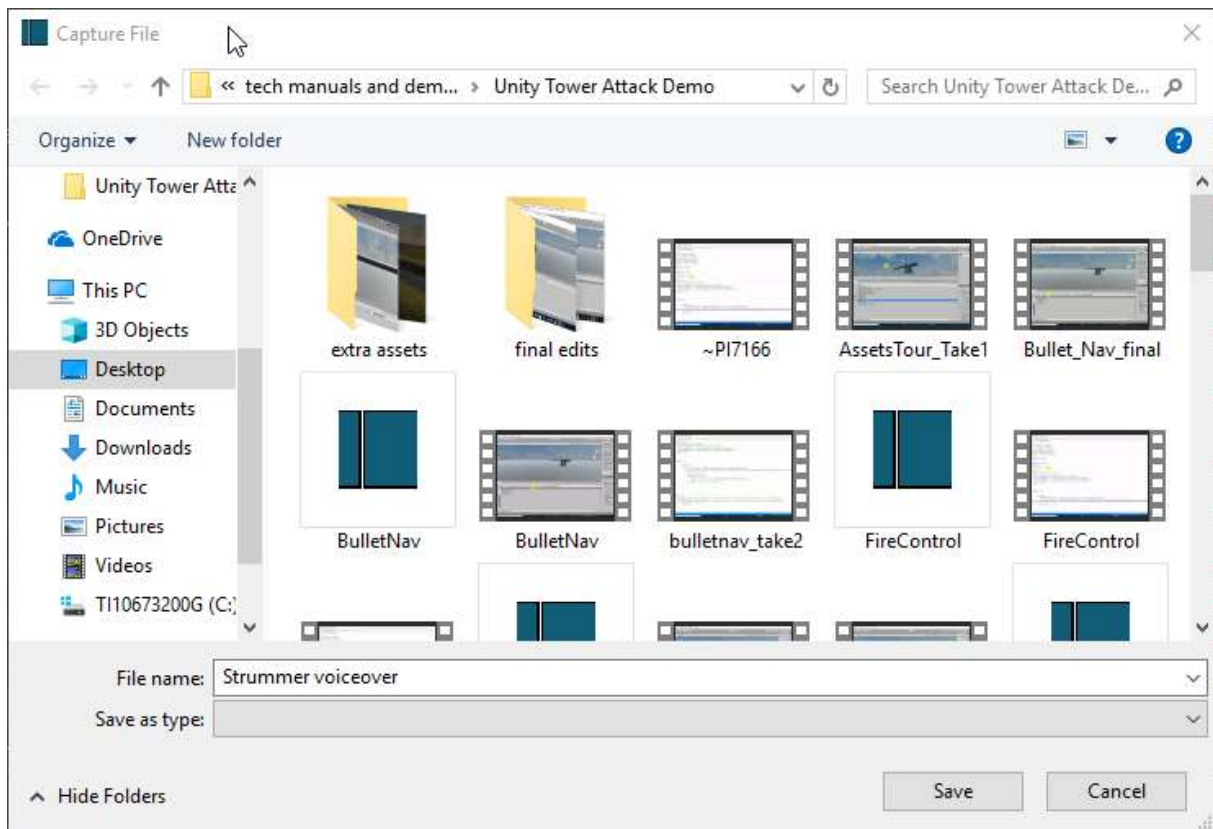 Capture File
« tech manuals and dem... › Unity Tower Attack Demo
Search Unity Tower Attack De...
Organize
New folder
?
Unity Tower Atta
OneDrive
This PC
3D Objects
Desktop
Documents
Downloads
Music
Pictures
Videos
TI10673200G (C:)
extra assets
final edits
~PI7166
AssetsTour_Take1
Bullet_Nav_final
BulletNav
BulletNav
bulletnav_take2
FireControl
FireControl
File name: Strummer voiceover
Save as type:
Hide Folders
Save
Cancel